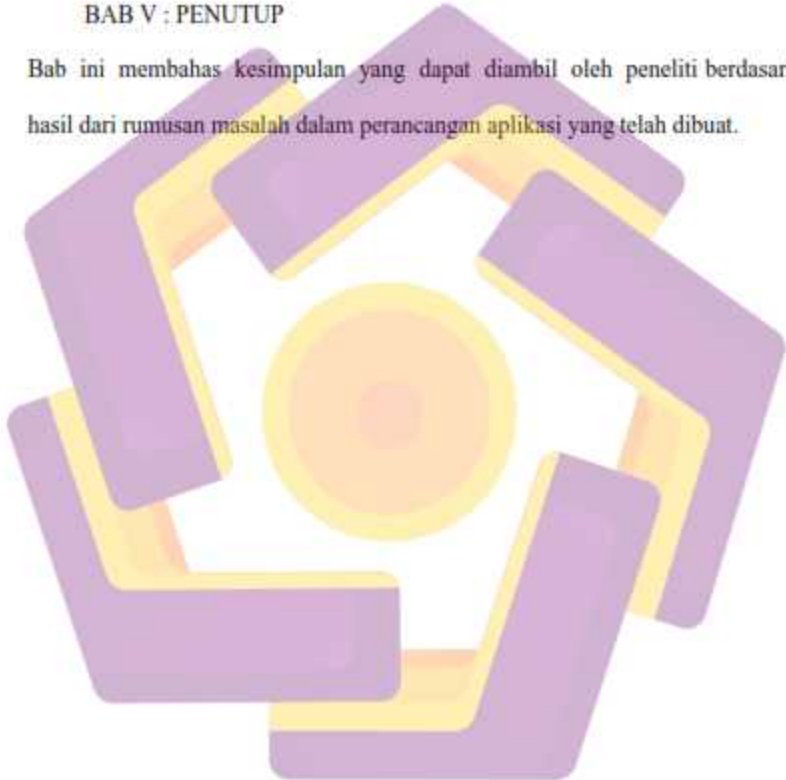 BAB V : PENUTUP
Bab ini membahas kesimpulan yang dapat diambil oleh peneliti berdasar
hasil dari rumusan masalah dalam perancangan aplikasi yang telah dibuat.